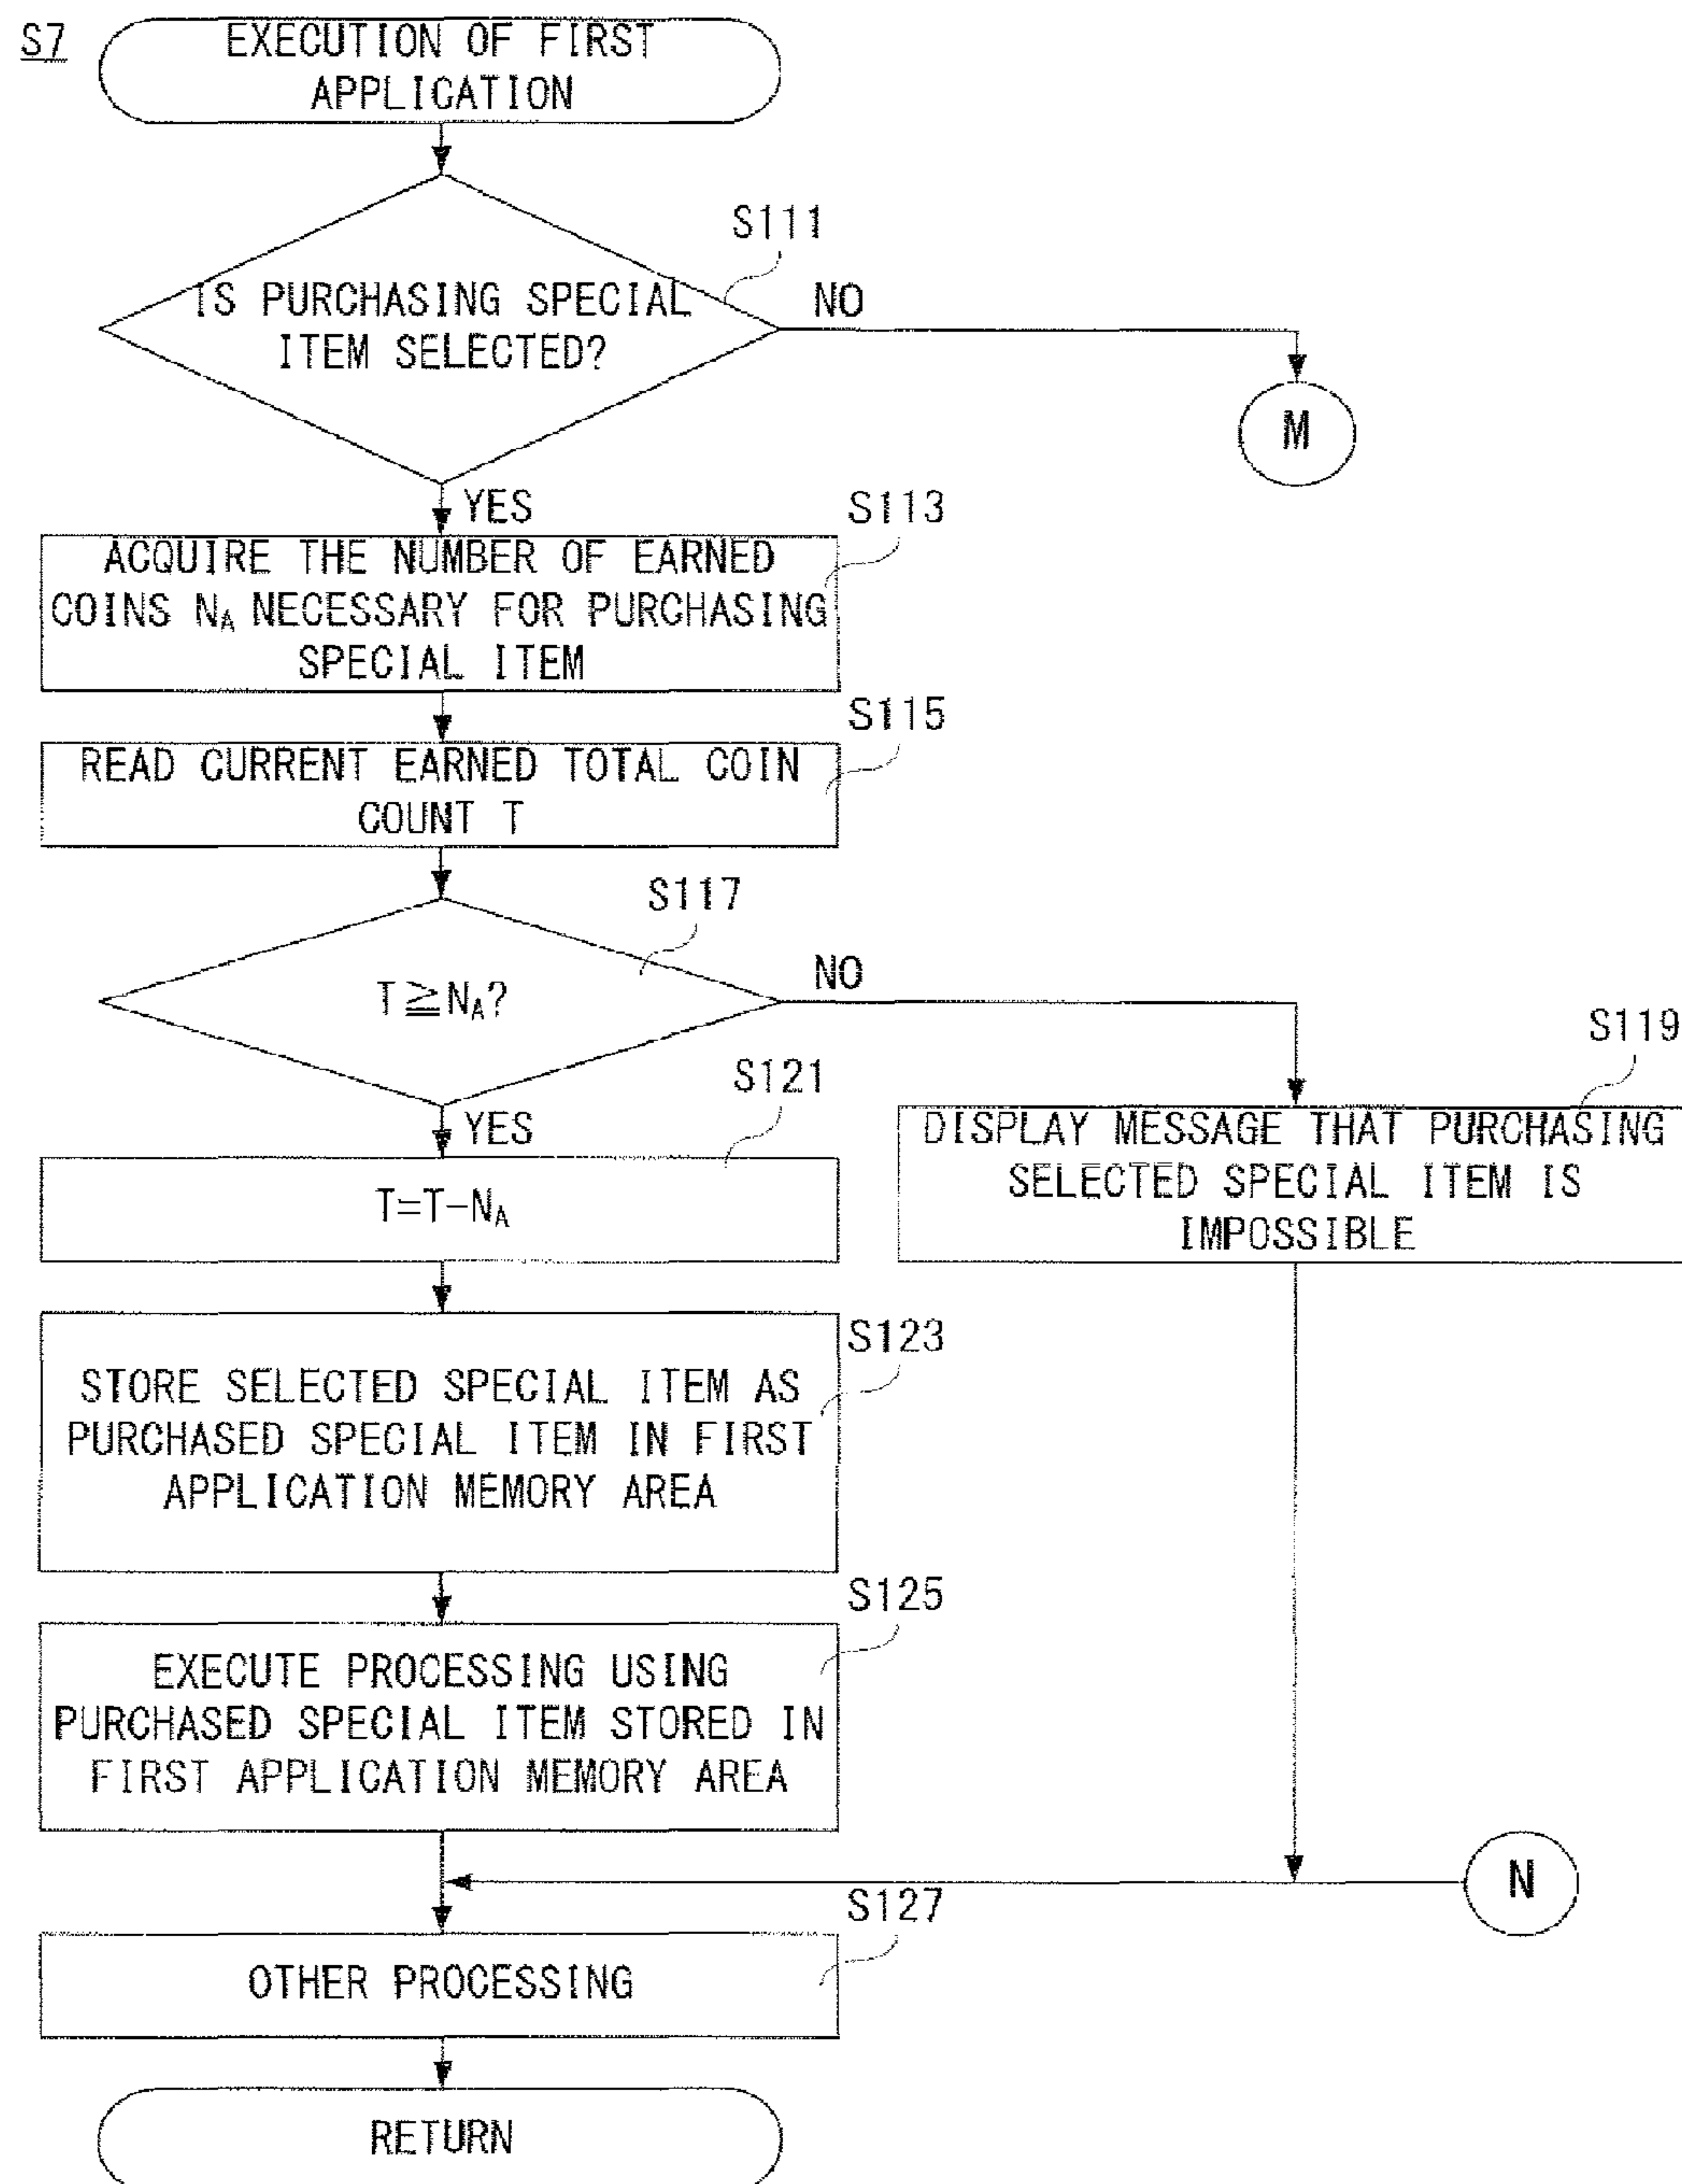 S7
EXECUTION OF FIRST
APPLICATION
S111
IS PURCHASING SPECIAL
ITEM SELECTED?
NO
M
YES
S113
ACQUIRE THE NUMBER OF EARNED
COINS NA NECESSARY FOR PURCHASING
SPECIAL ITEM
S115
READ CURRENT EARNED TOTAL COIN
COUNT T
S117
T≧NA?
NO
S119
DISPLAY MESSAGE THAT PURCHASING
SELECTED SPECIAL ITEM IS
IMPOSSIBLE
YES
S121
T=T-NA
S123
STORE SELECTED SPECIAL ITEM AS
PURCHASED SPECIAL ITEM IN FIRST
APPLICATION MEMORY AREA
S125
EXECUTE PROCESSING USING
PURCHASED SPECIAL ITEM STORED IN
FIRST APPLICATION MEMORY AREA
N
S127
OTHER PROCESSING
RETURN